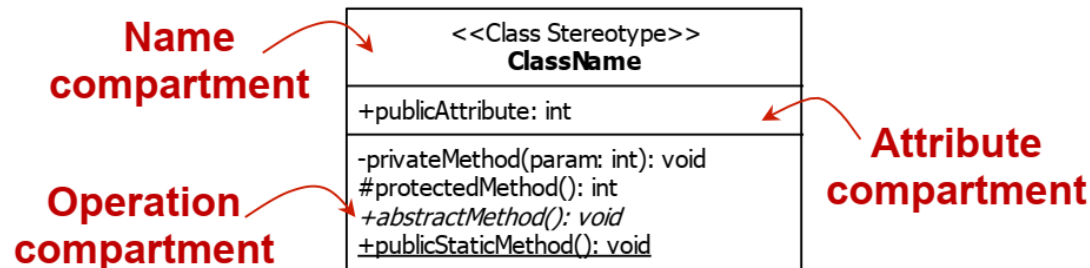 Name
compartment
<<Class Stereotype>>
ClassName
+publicAttribute: int
Attribute
compartment
-privateMethod(param: int): void
#protectedMethod(): int
+abstractMethod(): void
+publicStaticMethod(): void
Operation
compartment